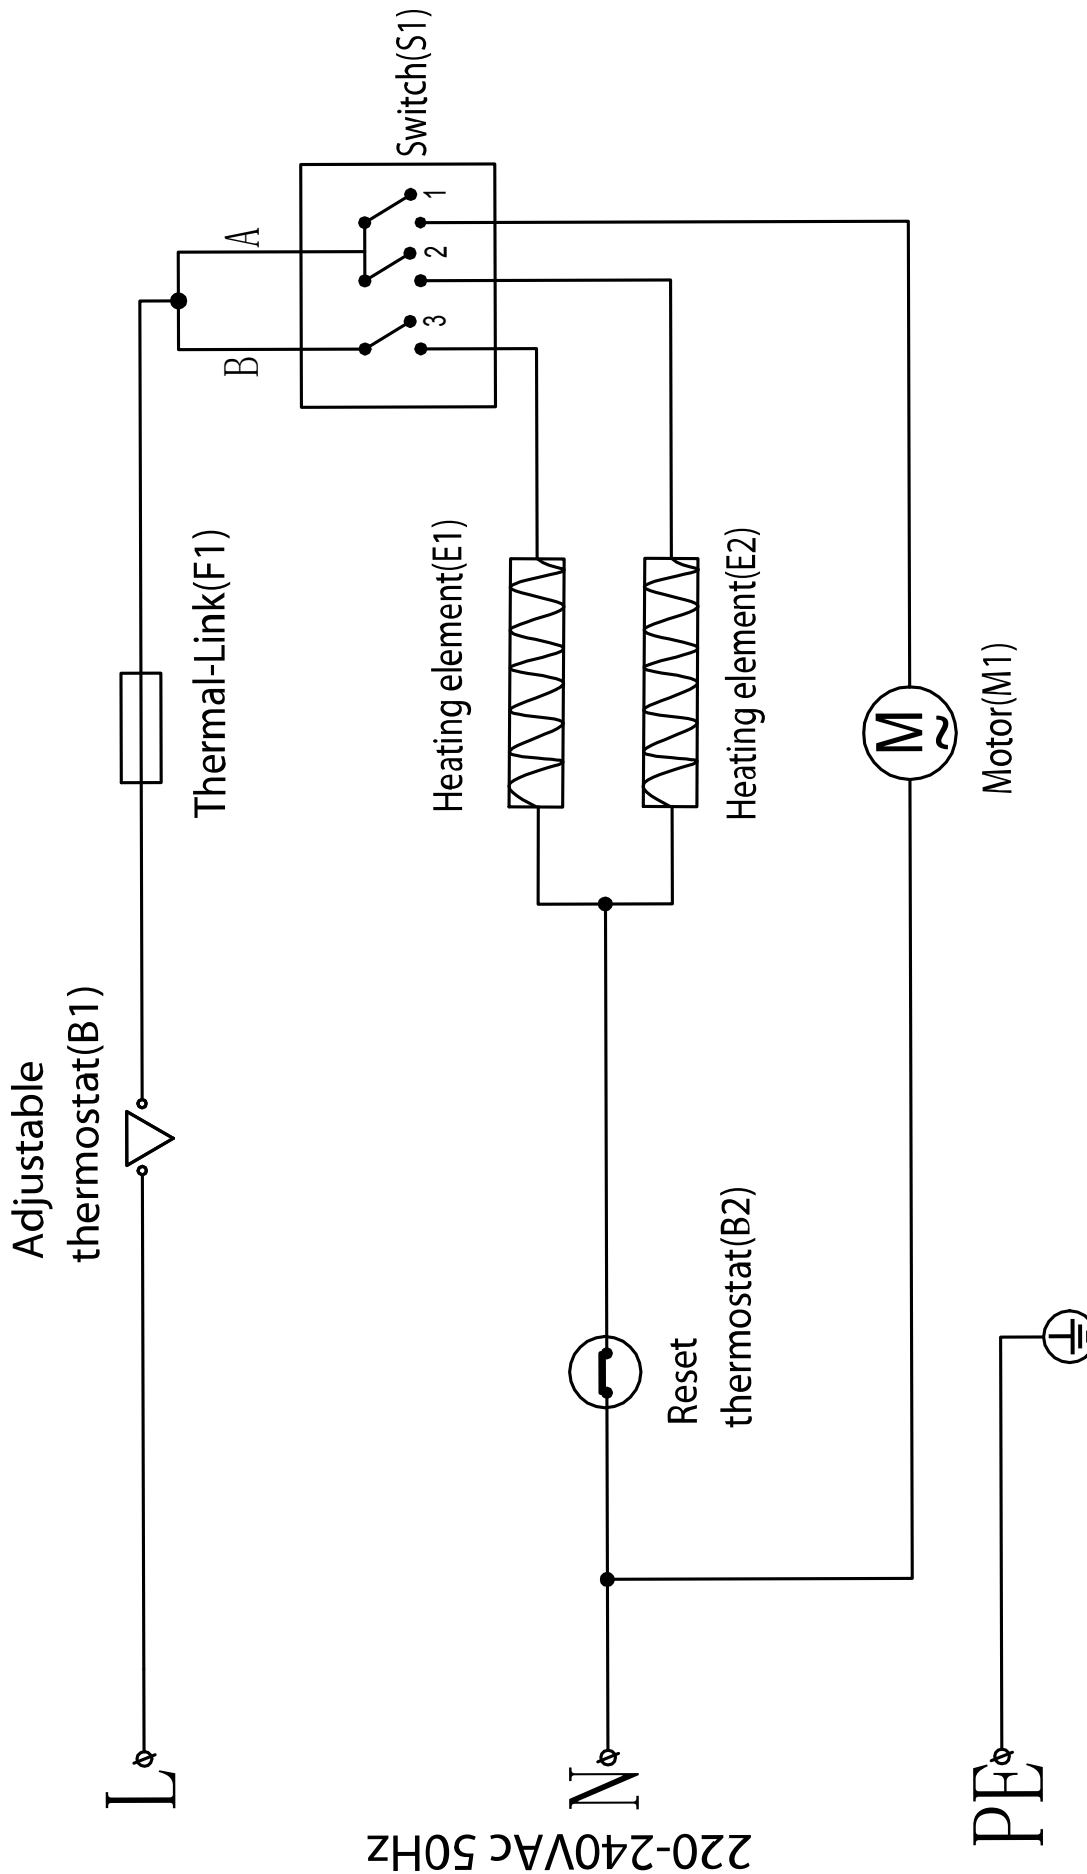 Adjustable
thermostat(B1)
Thermal-Link(F1)
A
B
Switch(S1)
1
2
3
Heating element(E1)
Heating element(E2)
M
~
Motor(M1)
Reset
thermostat(B2)
L
N
PE
220-240VAc 50Hz